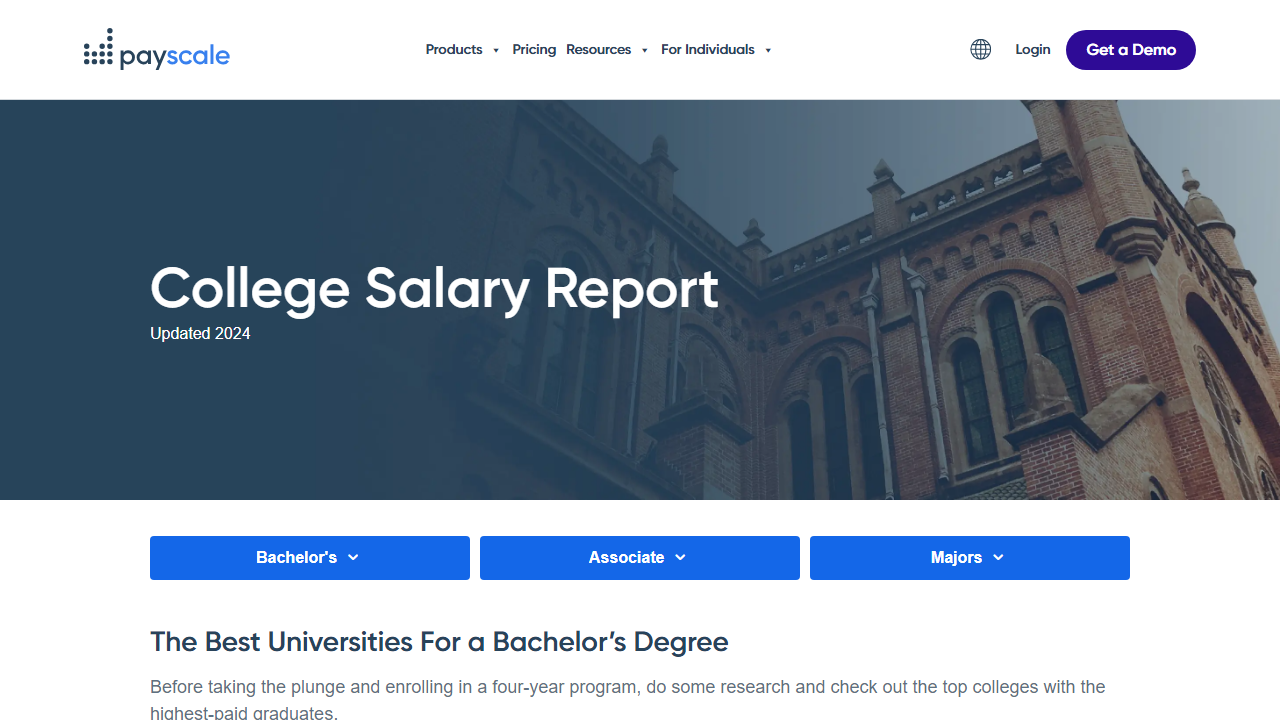 payscale
Products Pricing Resources For Individuals
Login
Get a Demo
College Salary Report
Updated 2024
Bachelor's
Associate
Majors
The Best Universities For a Bachelor’s Degree
Before taking the plunge and enrolling in a four-year program, do some research and check out the top colleges with the
highest-paid graduates.